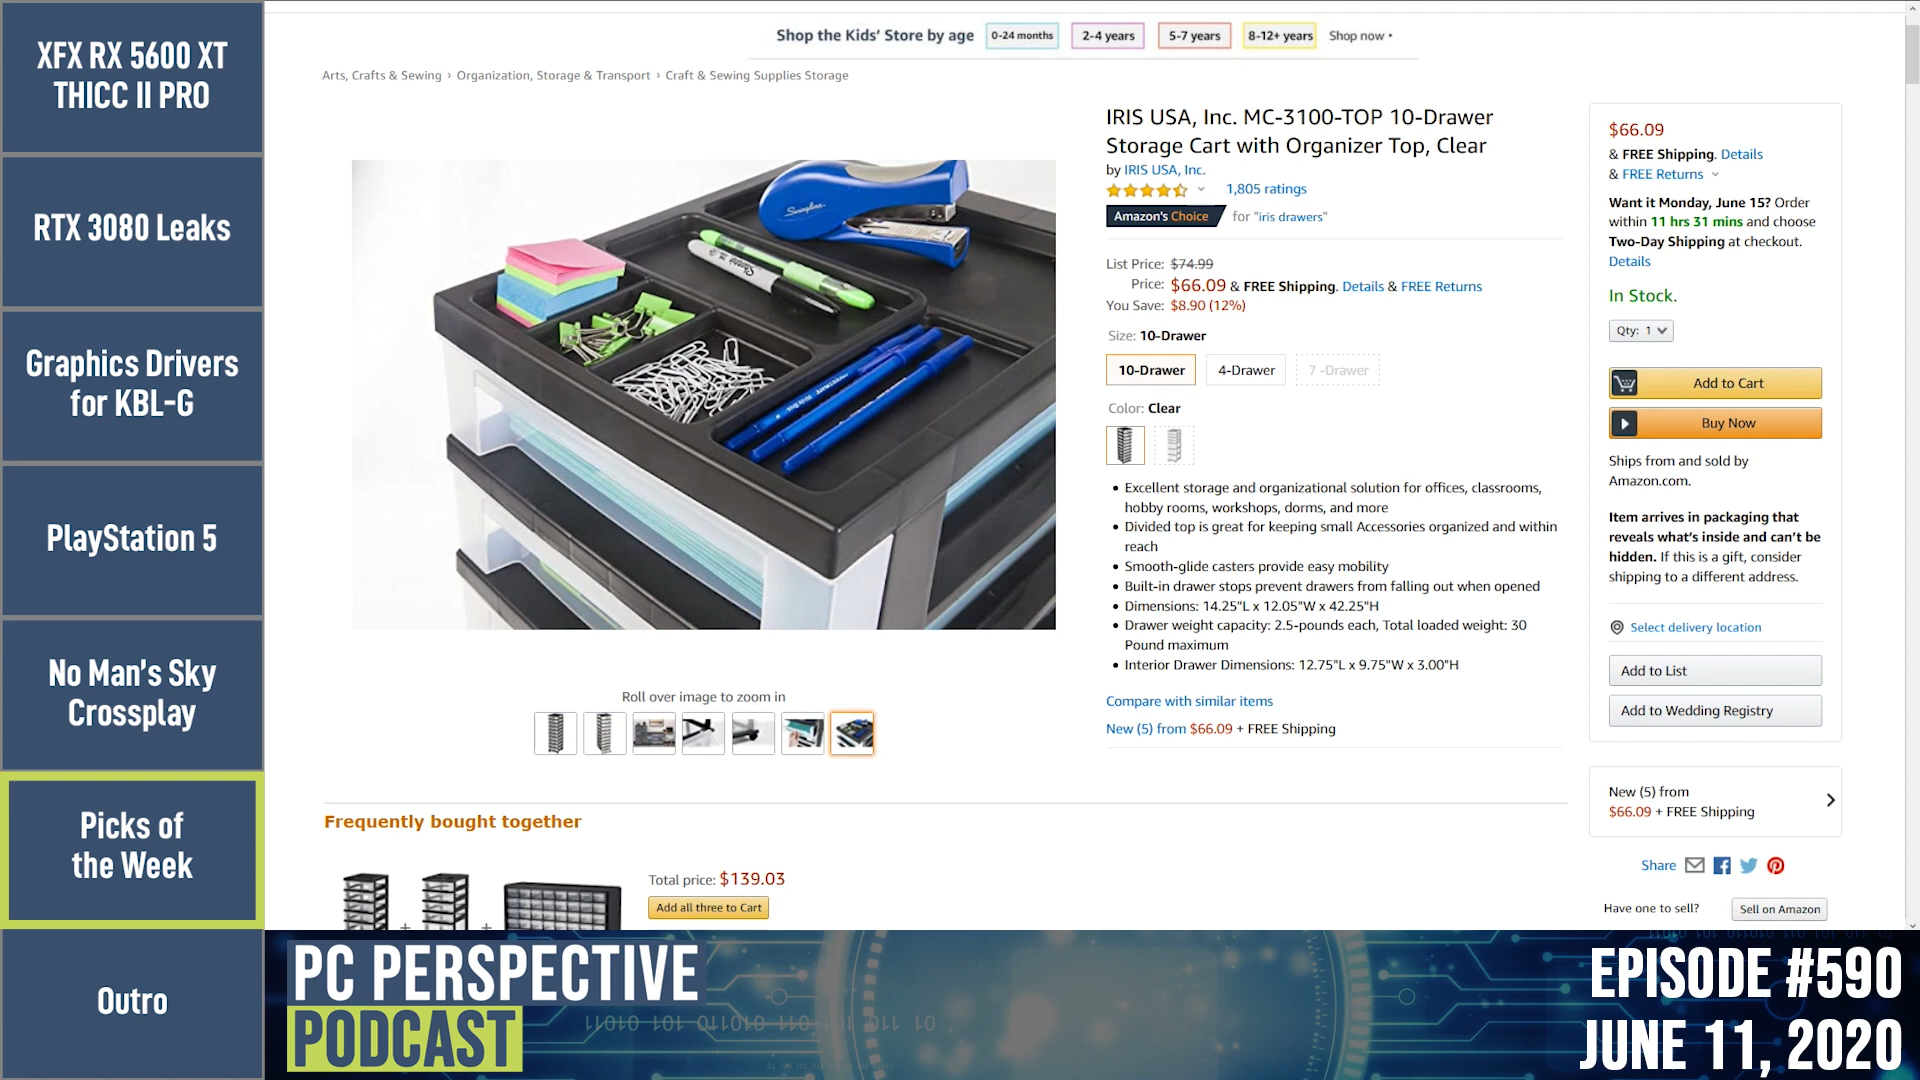 XFX RX 5600 XT
THICC II PRO
RTX 3080 Leaks
Graphics Drivers
for KBL-G
PlayStation 5
No Man's Sky
Crossplay
Picks of
the Week
Outro
Shop the Kids' Store by age
0-24 months
2-4 years
5-7 years
8-12+ years
Shop now ▸
Arts, Crafts & Sewing › Organization, Storage & Transport › Craft & Sewing Supplies Storage
Swingline
Sharpie
Roll over image to zoom in
IRIS USA, Inc. MC-3100-TOP 10-Drawer
Storage Cart with Organizer Top, Clear
by IRIS USA, Inc.
1,805 ratings
Amazon's Choice for "iris drawers"
List Price: $74.99
Price: $66.09 & FREE Shipping. Details & FREE Returns
You Save: $8.90 (12%)
Size: 10-Drawer
10-Drawer
4-Drawer
7 -Drawer
Color: Clear
• Excellent storage and organizational solution for offices, classrooms,
hobby rooms, workshops, dorms, and more
• Divided top is great for keeping small Accessories organized and within
reach
• Smooth-glide casters provide easy mobility
• Built-in drawer stops prevent drawers from falling out when opened
• Dimensions: 14.25"L x 12.05"W x 42.25"H
• Drawer weight capacity: 2.5-pounds each, Total loaded weight: 30
Pound maximum
• Interior Drawer Dimensions: 12.75"L x 9.75"W x 3.00"H
Compare with similar items
New (5) from $66.09 + FREE Shipping
$66.09
& FREE Shipping. Details
& FREE Returns
Want it Monday, June 15? Order
within 11 hrs 31 mins and choose
Two-Day Shipping at checkout.
Details
In Stock.
Qty: 1
Add to Cart
Buy Now
Ships from and sold by
Amazon.com.
Item arrives in packaging that
reveals what's inside and can't be
hidden. If this is a gift, consider
shipping to a different address.
Select delivery location
Add to List
Add to Wedding Registry
New (5) from
$66.09 + FREE Shipping
Share
Have one to sell?
Sell on Amazon
Frequently bought together
+
+
Total price: $139.03
Add all three to Cart
PC PERSPECTIVE
PODCAST
EPISODE #590
JUNE 11, 2020